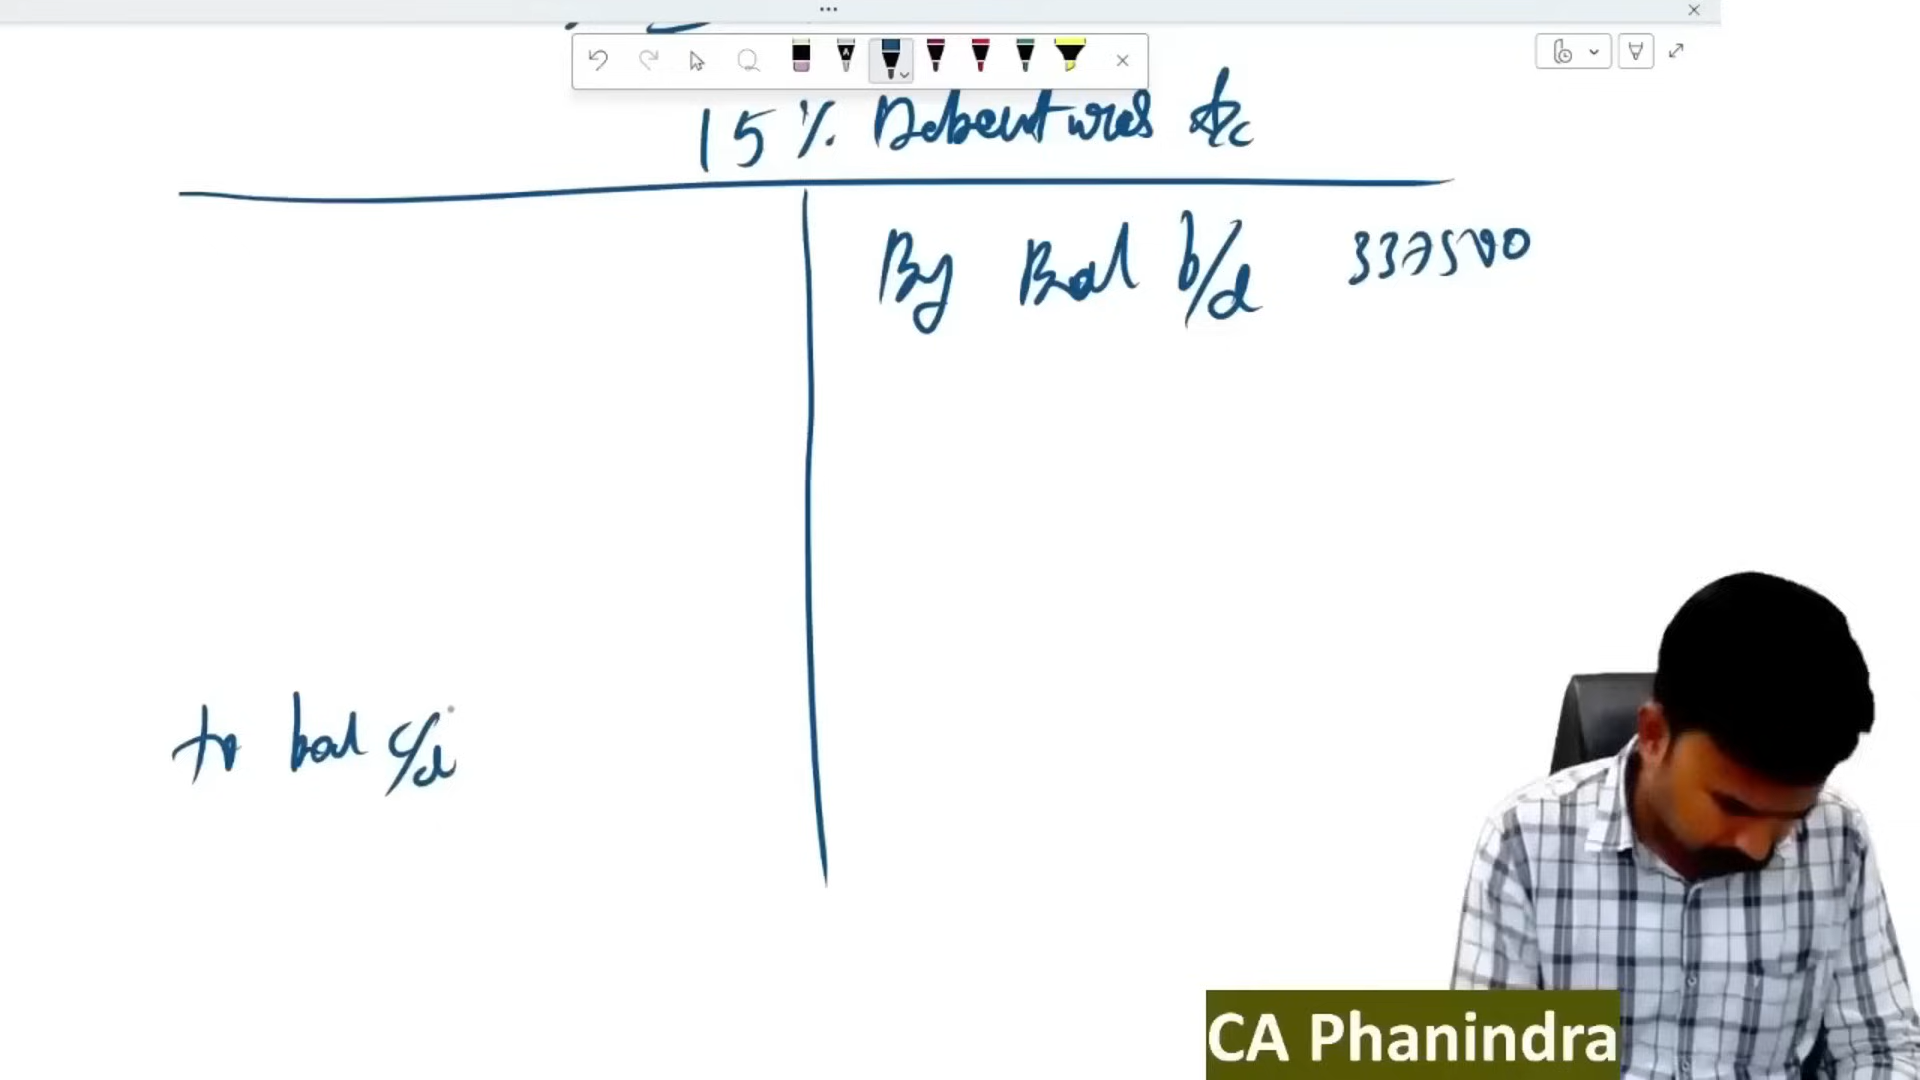 15% Debentures A/c
By Bal b/d 337500
to bal c/d
CA Phanindra